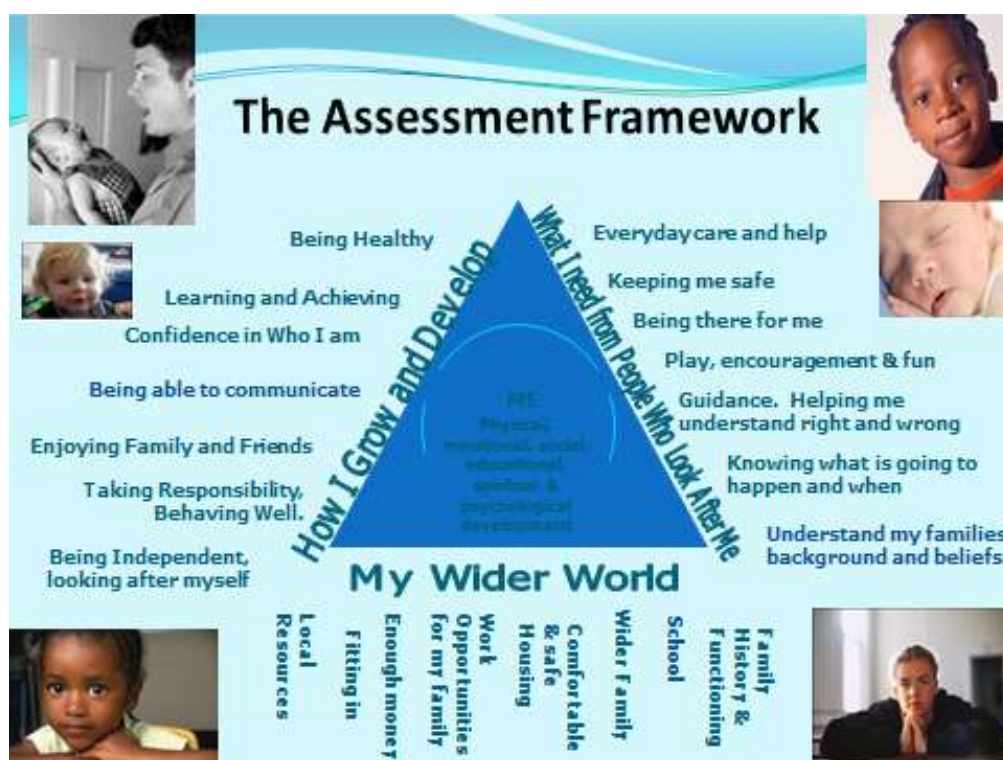 The Assessment Framework
Being Healthy
Learning and Achieving
Confidence in Who I am
Being able to communicate
Enjoying Family and Friends
Taking Responsibility,
Behaving Well.
Being Independent,
looking after myself
How I Grow and Develop
What I need from People Who Look After Me
Everyday care and help
Keeping me safe
Being there for me
Play, encouragement & fun
Guidance. Helping me
understand right and wrong
Knowing what is going to
happen and when
Understand my families
background and beliefs
ME
Physical,
emotional, social,
educational,
spiritual &
psychological
development
My Wider World
Local
Resources
Fitting in
Enough money
Work
Opportunities
for my family
Comfortable
& safe
Housing
Wider Family
School
Family
History &
Functioning